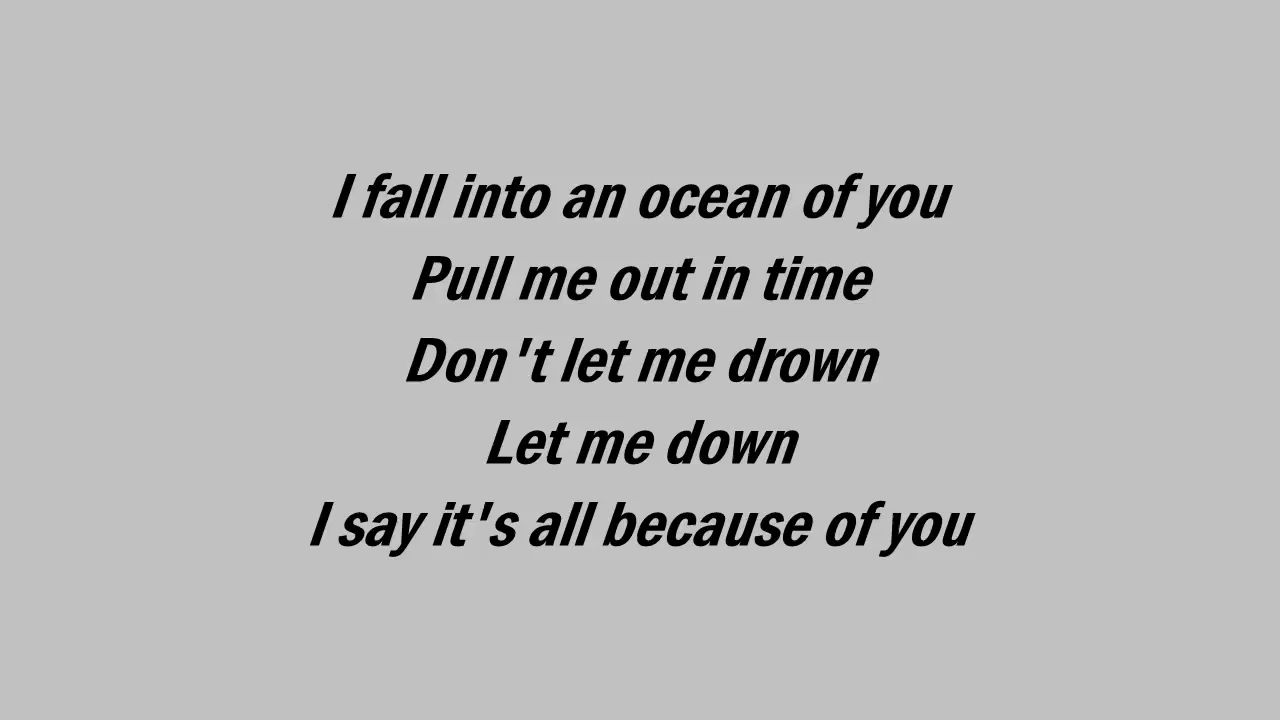 I fall into an ocean of you
Pull me out in time
Don't let me drown
Let me down
I say it's all because of you